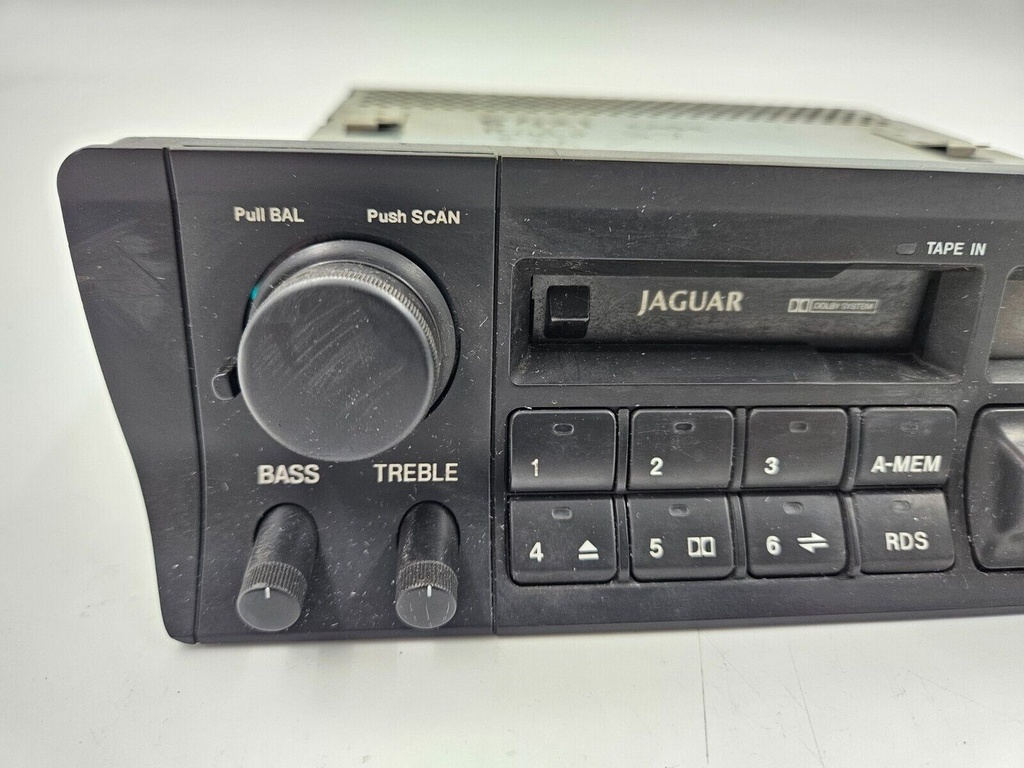 Pull BAL
Push SCAN
TAPE IN
JAGUAR
DOLBY SYSTEM
BASS
TREBLE
1
2
3
A-MEM
4
5
6
RDS